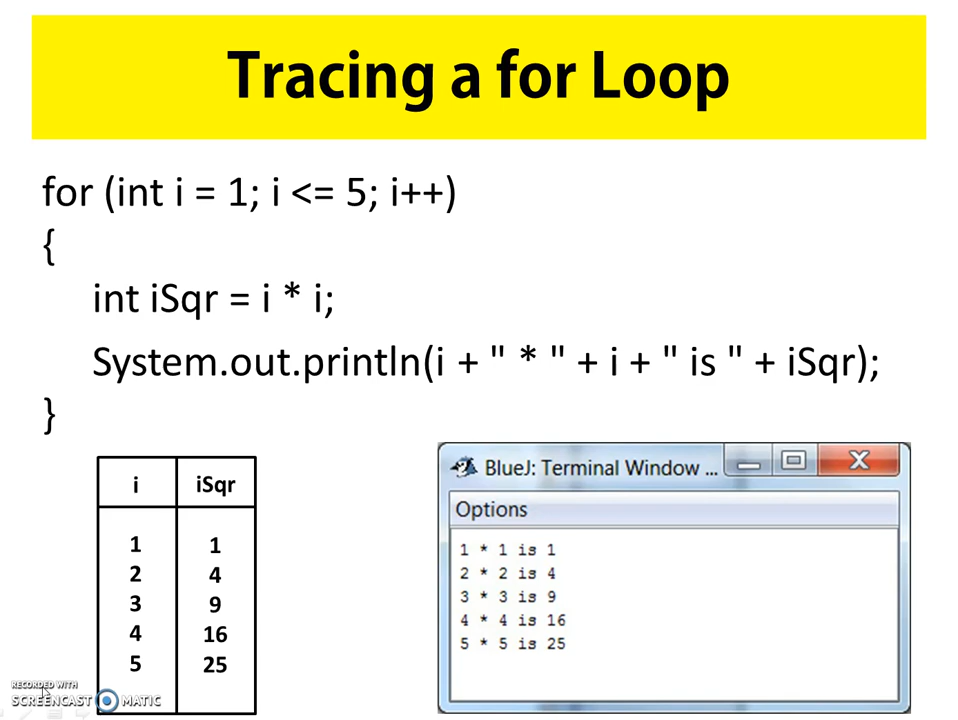 Tracing a for Loop
for (int i = 1; i <= 5; i++)
{
int iSqr = i * i;
System.out.println(i + " * " + i + " is " + iSqr);
}
i iSqr
1 1
2 4
3 9
4 16
5 25
BlueJ: Terminal Window ...
Options
1 * 1 is 1
2 * 2 is 4
3 * 3 is 9
4 * 4 is 16
5 * 5 is 25
RECORDED WITH
SCREENCAST MATIC